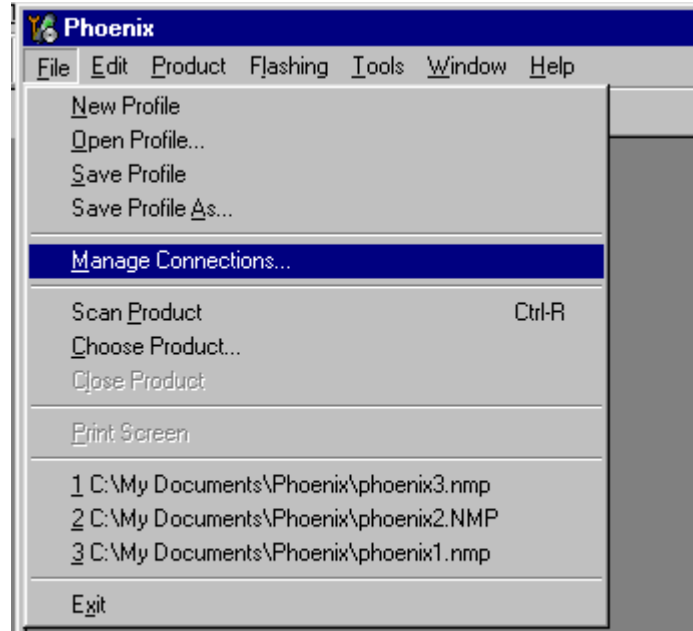 Phoenix
File Edit Product Flashing Tools Window Help
New Profile
Open Profile...
Save Profile
Save Profile As...
Manage Connections...
Scan Product Ctrl-R
Choose Product...
Close Product
Print Screen
1 C:\My Documents\Phoenix\phoenix3.nmp
2 C:\My Documents\Phoenix\phoenix2.NMP
3 C:\My Documents\Phoenix\phoenix1.nmp
Exit